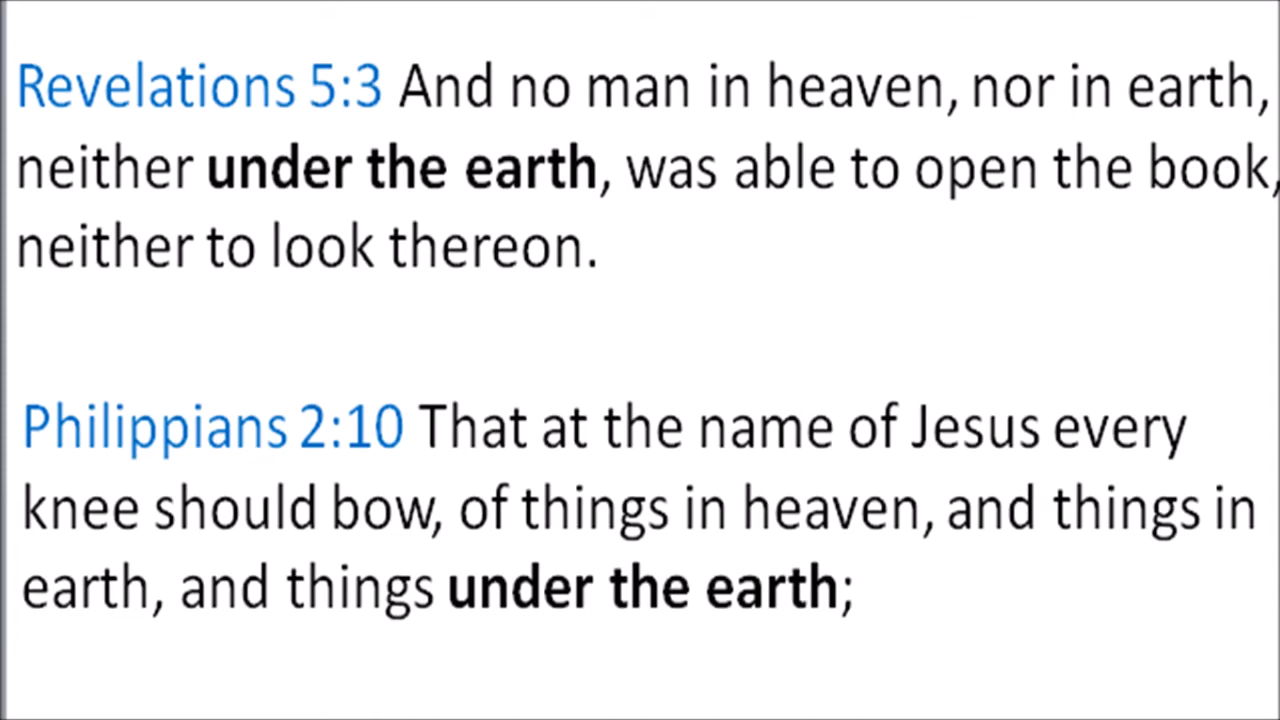 Revelations 5:3 And no man in heaven, nor in earth,
neither under the earth, was able to open the book,
neither to look thereon.
Philippians 2:10 That at the name of Jesus every
knee should bow, of things in heaven, and things in
earth, and things under the earth;